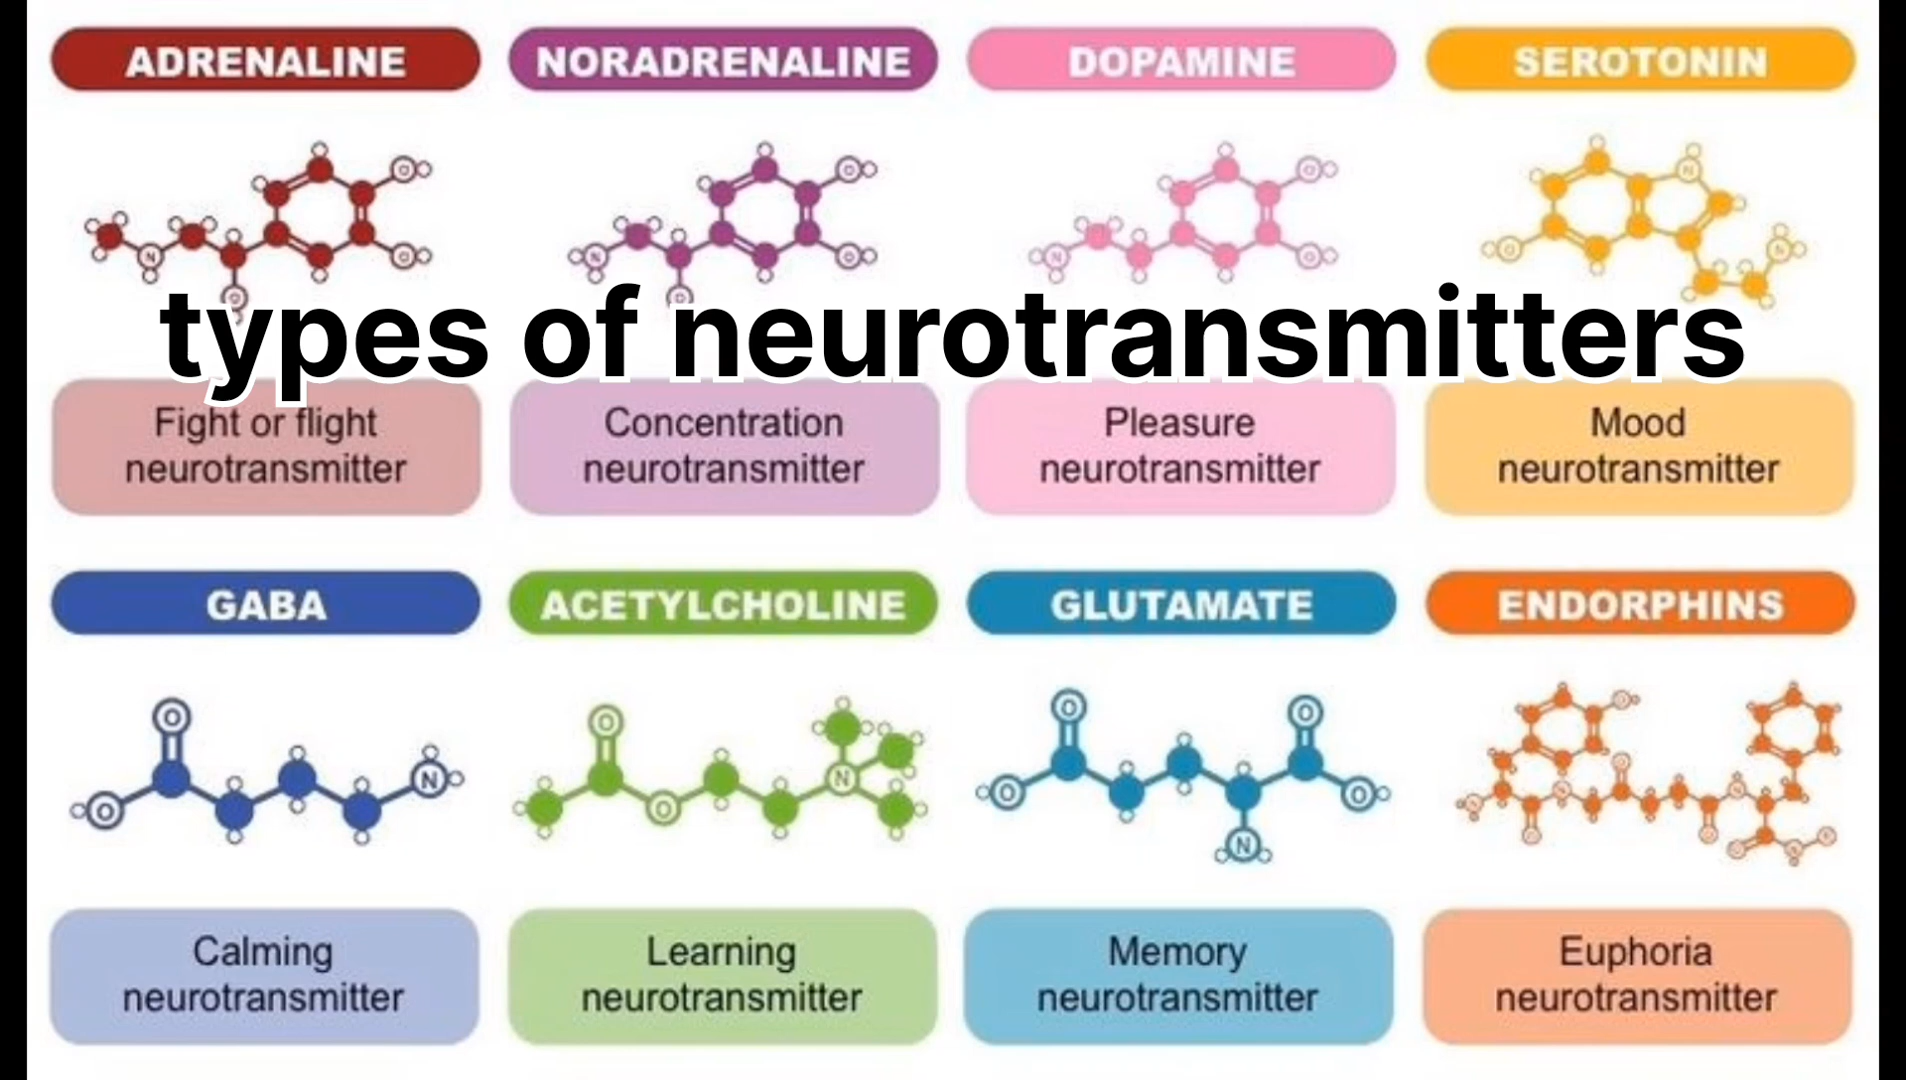 ADRENALINE
NORADRENALINE
DOPAMINE
SEROTONIN
types of neurotransmitters
Fight or flight
neurotransmitter
Concentration
neurotransmitter
Pleasure
neurotransmitter
Mood
neurotransmitter
GABA
ACETYLCHOLINE
GLUTAMATE
ENDORPHINS
O
O
N
O
O
N
O
O
O
N
Calming
neurotransmitter
Learning
neurotransmitter
Memory
neurotransmitter
Euphoria
neurotransmitter